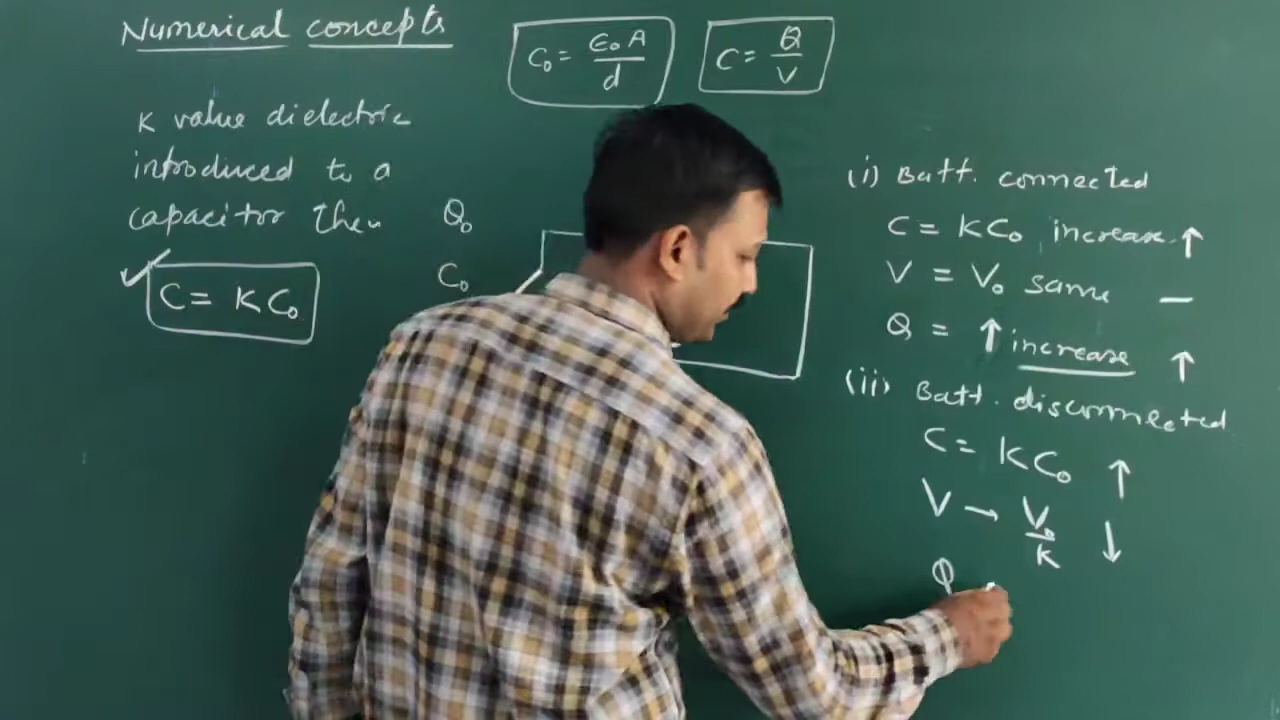 Numerical concepts
C₀ = ε₀ A / d
C = Q / V
K value dielectric
introduced to a
capacitor then
C = K C₀
Q₀
C₀
(i) Batt. connected
C = K C₀ increase ↑
V = V₀ same —
Q = ↑ increase ↑
(ii) Batt. disconnected
C = K C₀ ↑
V → V₀ / K ↓
Q